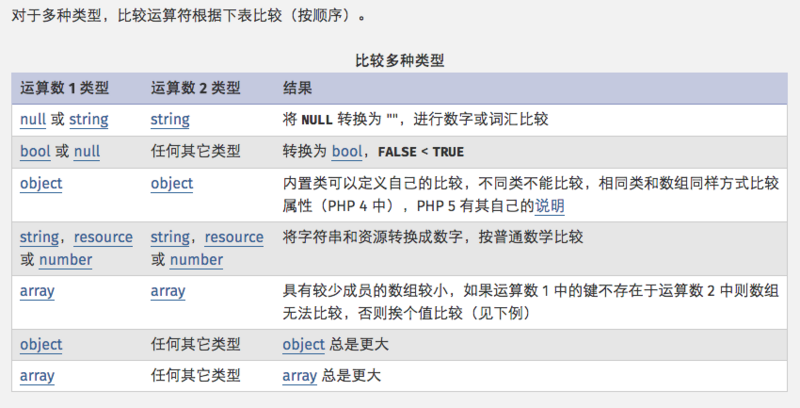 对于多种类型，比较运算符根据下表比较（按顺序）。
比较多种类型
运算数 1 类型 运算数 2 类型 结果
null 或 string string 将 NULL 转换为 ""，进行数字或词汇比较
bool 或 null 任何其它类型 转换为 bool，FALSE < TRUE
object object 内置类可以定义自己的比较，不同类不能比较，相同类和数组同样方式比较
属性（PHP 4 中），PHP 5 有其自己的说明
string，resource string，resource 将字符串和资源转换成数字，按普通数学比较
或 number 或 number
array array 具有较少成员的数组较小，如果运算数 1 中的键不存在于运算数 2 中则数组
无法比较，否则挨个值比较（见下例）
object 任何其它类型 object 总是更大
array 任何其它类型 array 总是更大